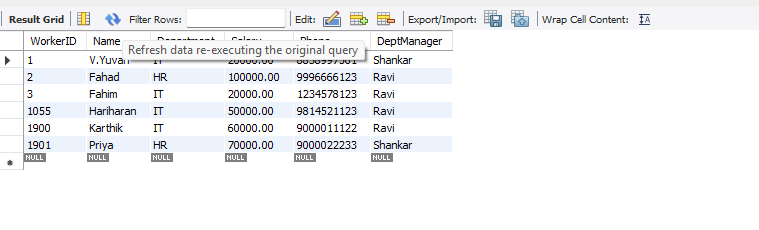 Result Grid Filter Rows: Edit: Export/Import: Wrap Cell Content:
WorkerID Name Salary DeptManager
Refresh data re-executing the original query
1 V.Yuvan IT 20000.00 Shankar
2 Fahad HR 100000.00 9996666123 Ravi
3 Fahim IT 20000.00 1234578123 Ravi
1055 Hariharan IT 50000.00 9814521123 Ravi
1900 Karthik IT 60000.00 9000011122 Ravi
1901 Priya HR 70000.00 9000022233 Shankar
NULL NULL NULL NULL NULL NULL